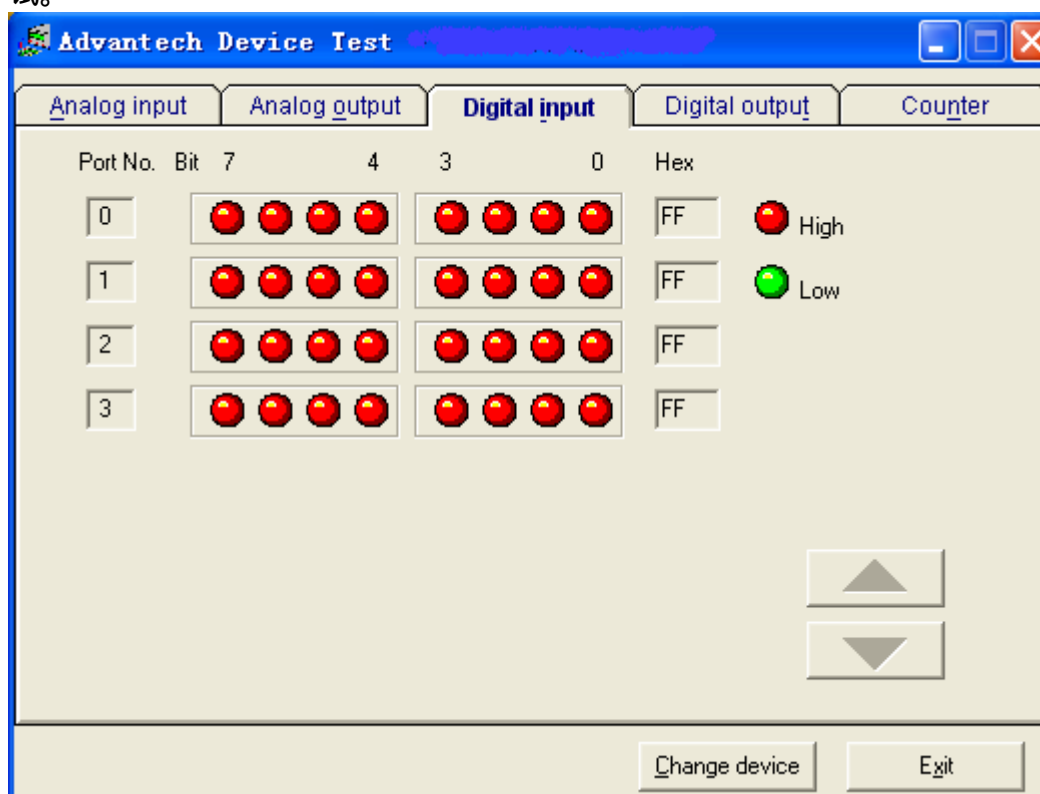 试。
Advantech Device Test
Analog input Analog output Digital input Digital output Counter
Port No. Bit 7 4 3 0 Hex
0 FF High
1 FF Low
2 FF
3 FF
Change device Exit